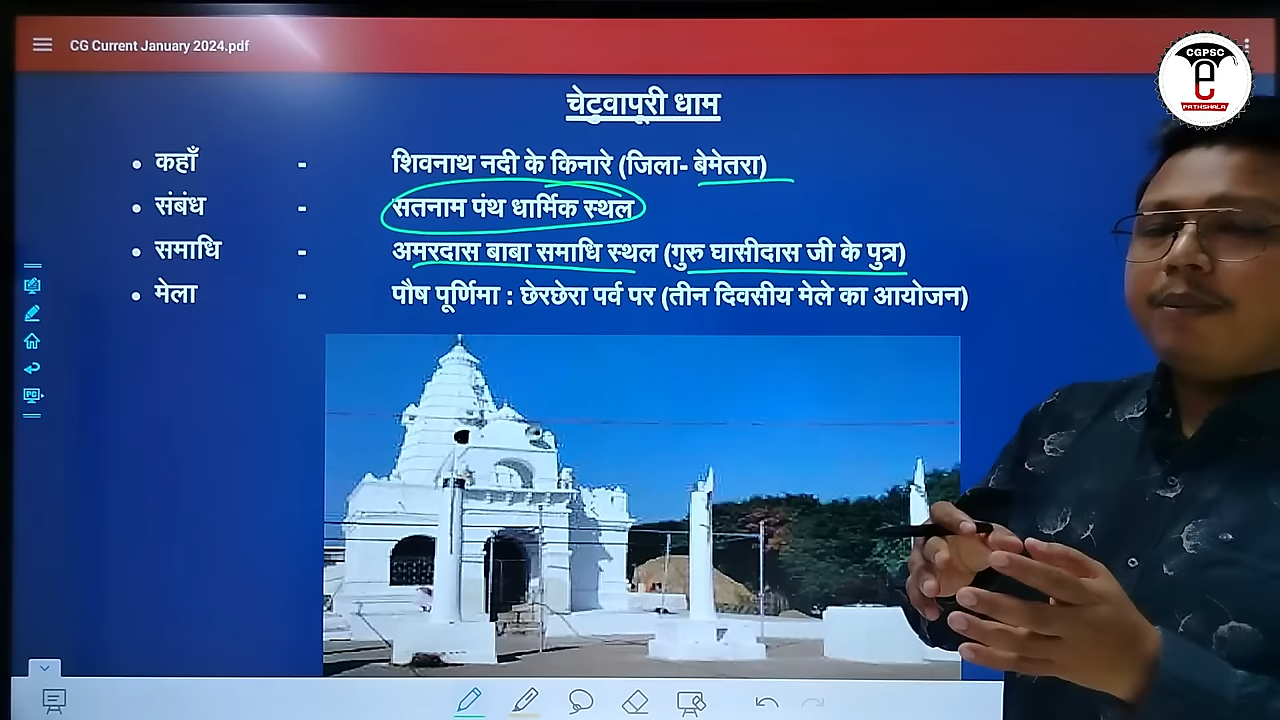 CG Current January 2024.pdf
CGPSC
e
PATHSHALA
चेटुवापूरी धाम
• कहाँ - शिवनाथ नदी के किनारे (जिला- बेमेतरा)
• संबंध - सतनाम पंथ धार्मिक स्थल
• समाधि - अमरदास बाबा समाधि स्थल (गुरु घासीदास जी के पुत्र)
• मेला - पौष पूर्णिमा : छेरछेरा पर्व पर (तीन दिवसीय मेले का आयोजन)